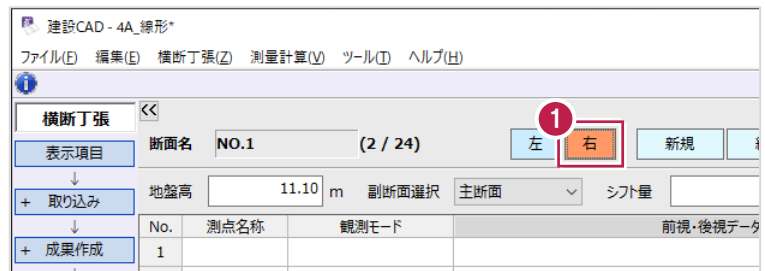 建設CAD - 4A_線形*
ファイル(F) 編集(E) 横断丁張(Z) 測量計算(V) ツール(T) ヘルプ(H)
横断丁張
<<
断面名 NO.1 (2 / 24) 左 右 新規
1
表示項目
↓
地盤高 11.10 m 副断面選択 主断面 シフト量
+ 取り込み
↓
No. 測点名称 観測モード 前視・後視データ
+ 成果作成
1